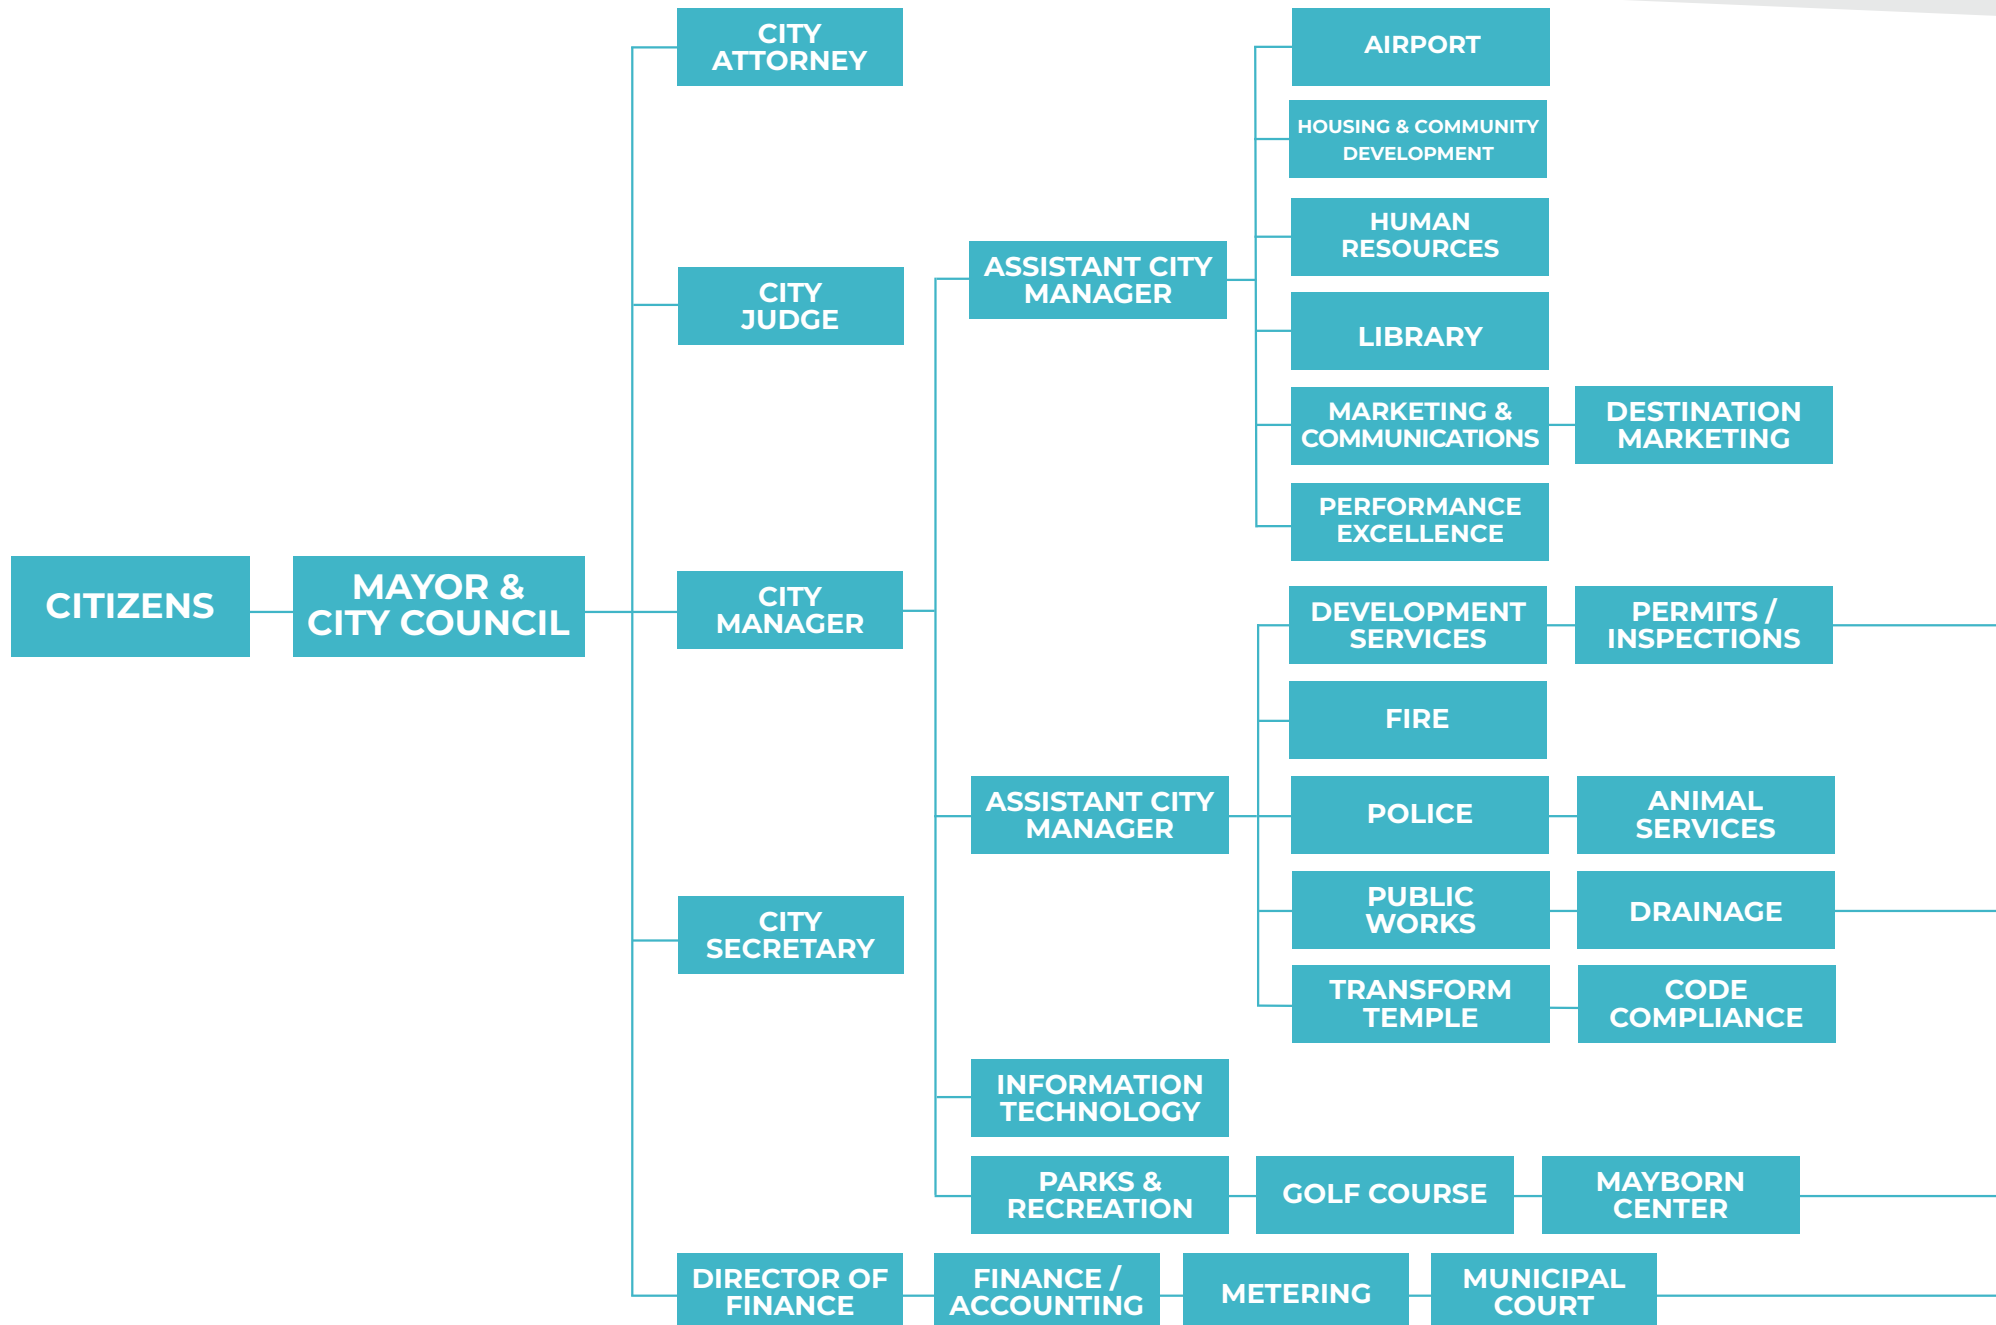 CITY
ATTORNEY
AIRPORT
HOUSING & COMMUNITY
DEVELOPMENT
HUMAN
RESOURCES
ASSISTANT CITY
MANAGER
CITY
JUDGE
LIBRARY
MARKETING &
COMMUNICATIONS
DESTINATION
MARKETING
PERFORMANCE
EXCELLENCE
CITIZENS
MAYOR &
CITY COUNCIL
CITY
MANAGER
DEVELOPMENT
SERVICES
PERMITS /
INSPECTIONS
FIRE
ASSISTANT CITY
MANAGER
POLICE
ANIMAL
SERVICES
PUBLIC
WORKS
DRAINAGE
CITY
SECRETARY
TRANSFORM
TEMPLE
CODE
COMPLIANCE
INFORMATION
TECHNOLOGY
PARKS &
RECREATION
GOLF COURSE
MAYBORN
CENTER
DIRECTOR OF
FINANCE
FINANCE /
ACCOUNTING
METERING
MUNICIPAL
COURT